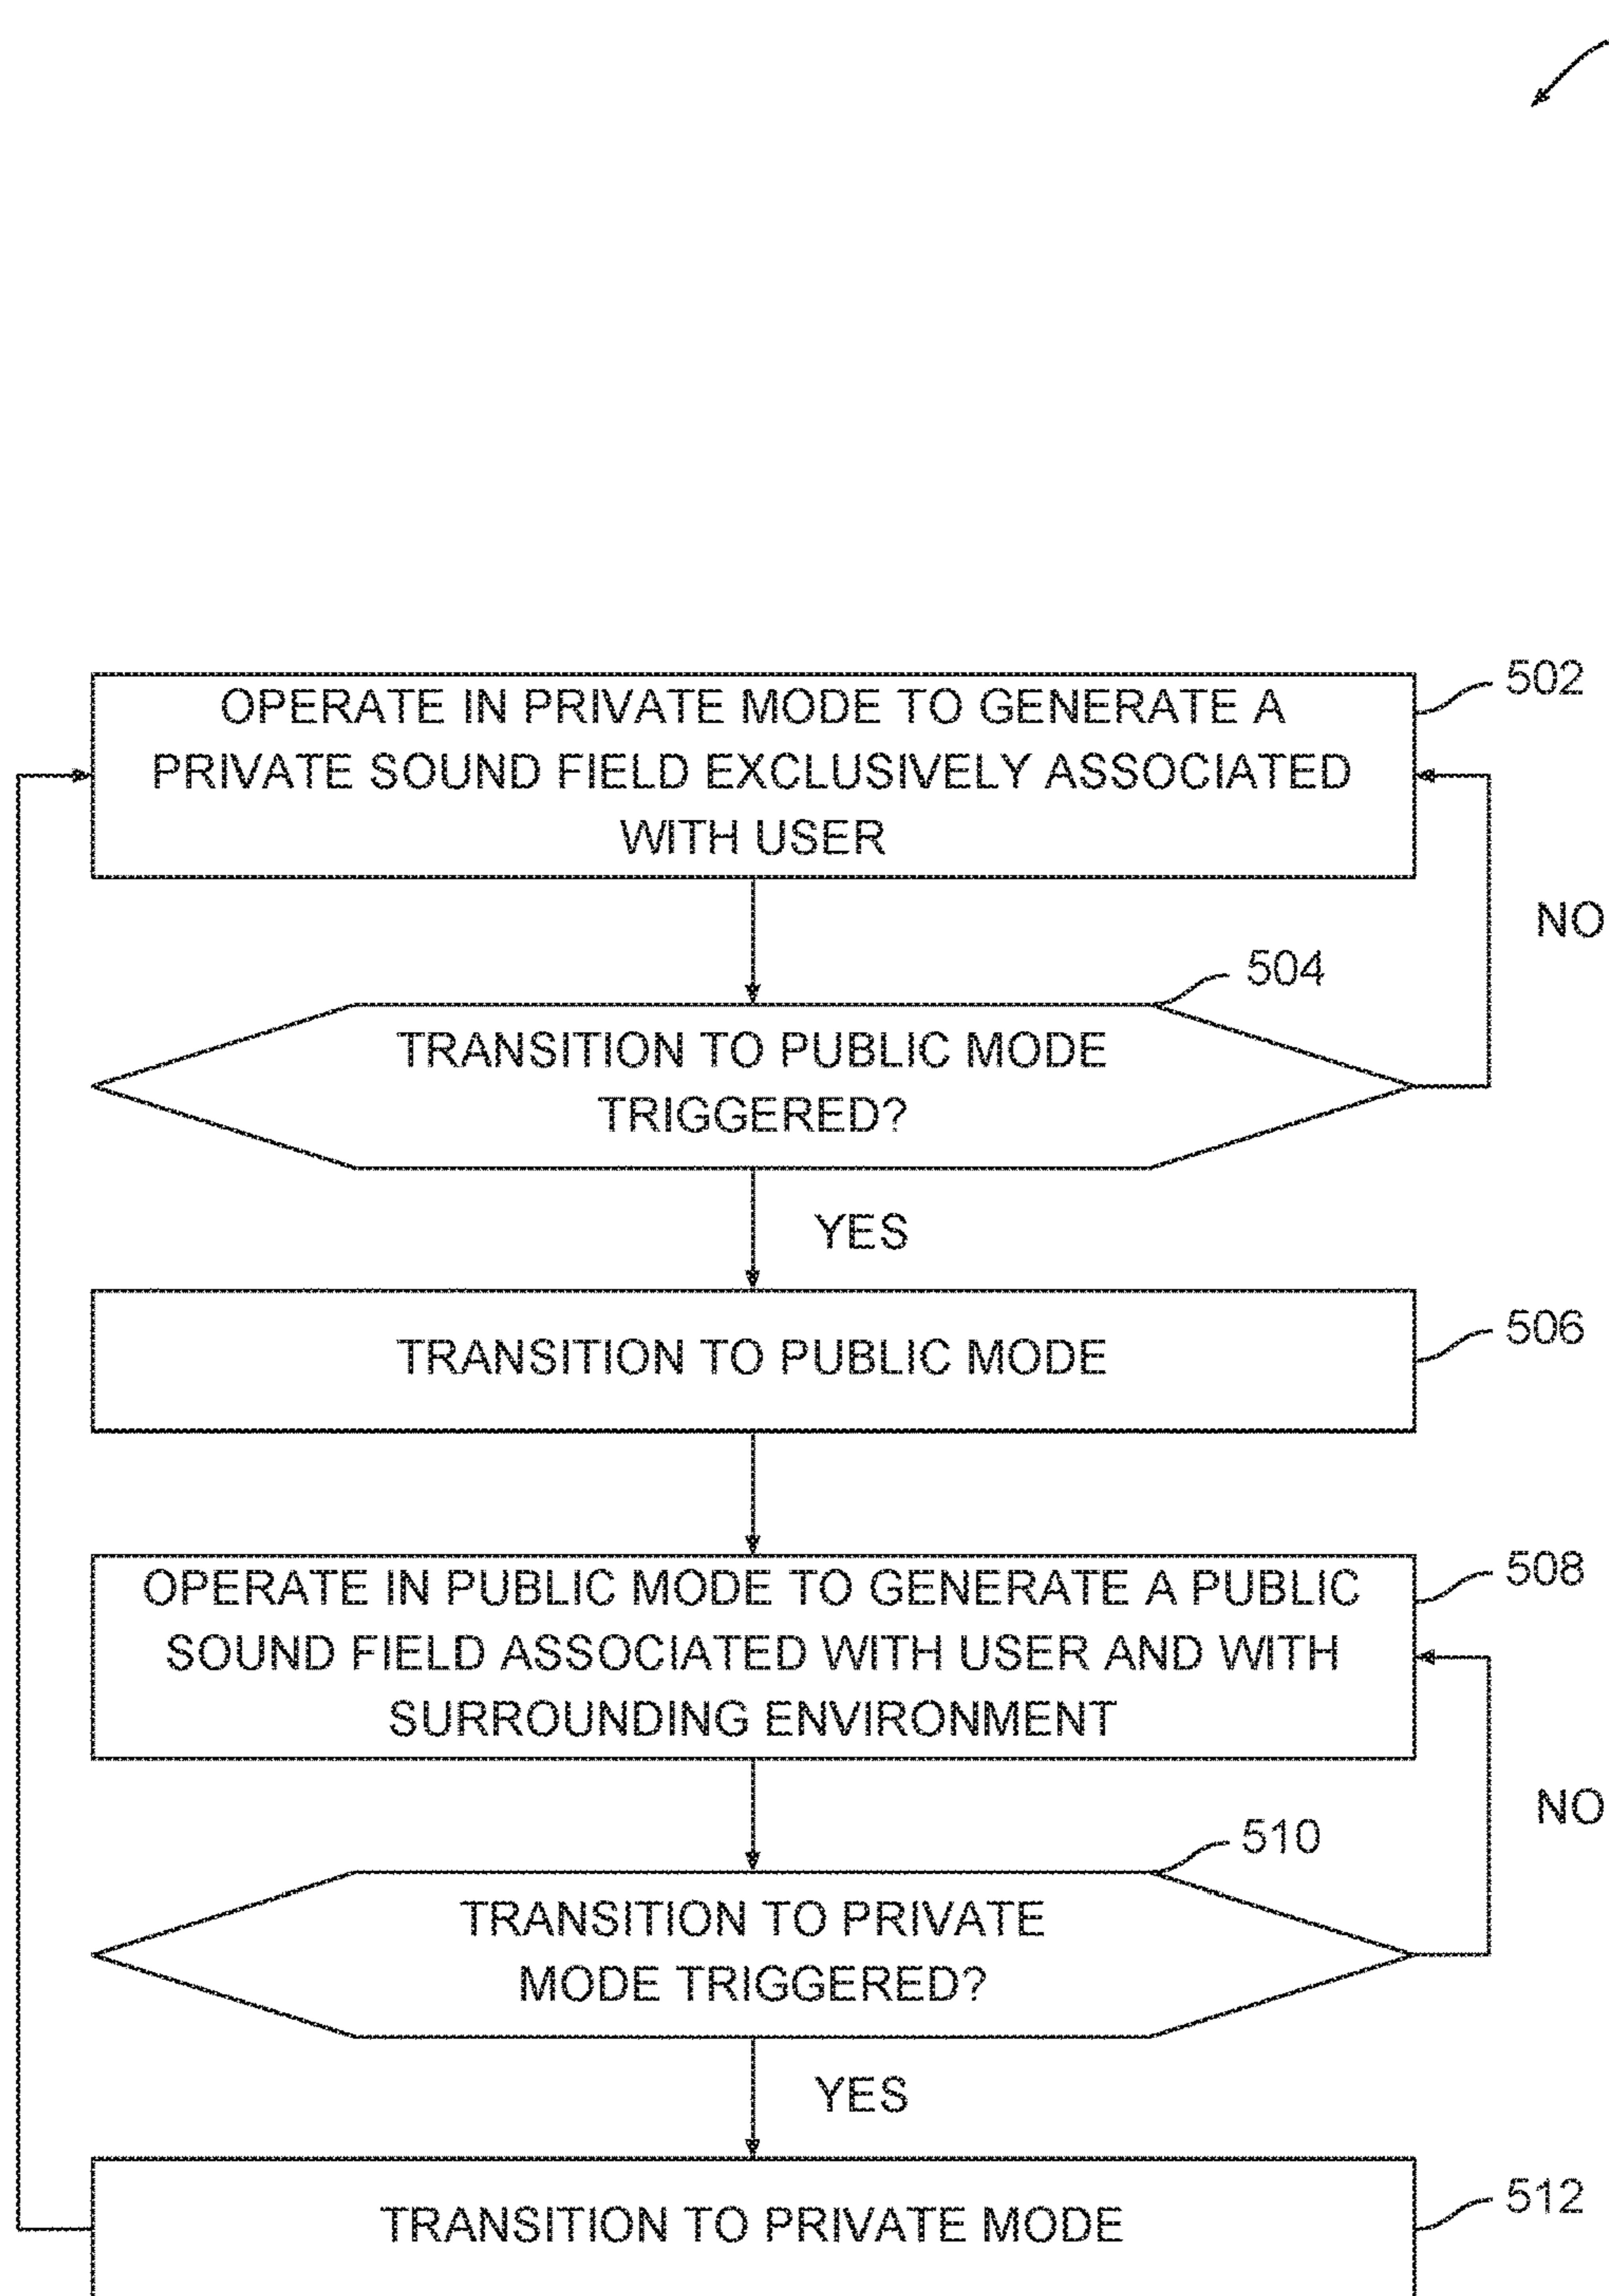 502
OPERATE IN PRIVATE MODE TO GENERATE A
PRIVATE SOUND FIELD EXCLUSIVELY ASSOCIATED
WITH USER
NO
504
TRANSITION TO PUBLIC MODE
TRIGGERED?
YES
506
TRANSITION TO PUBLIC MODE
508
OPERATE IN PUBLIC MODE TO GENERATE A PUBLIC
SOUND FIELD ASSOCIATED WITH USER AND WITH
SURROUNDING ENVIRONMENT
NO
510
TRANSITION TO PRIVATE
MODE TRIGGERED?
YES
512
TRANSITION TO PRIVATE MODE